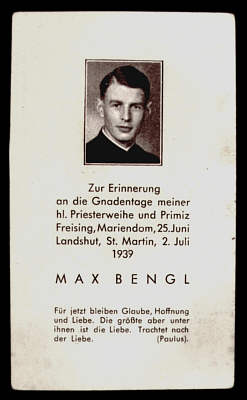 Zur Erinnerung
an die Gnadentage meiner
hl. Priesterweihe und Primiz
Freising, Mariendom, 25. Juni
Landshut, St. Martin, 2. Juli
1939
MAX BENGL
Für jetzt bleiben Glaube, Hoffnung
und Liebe. Die größte aber unter
ihnen ist die Liebe. Trachtet nach
der Liebe. (Paulus).